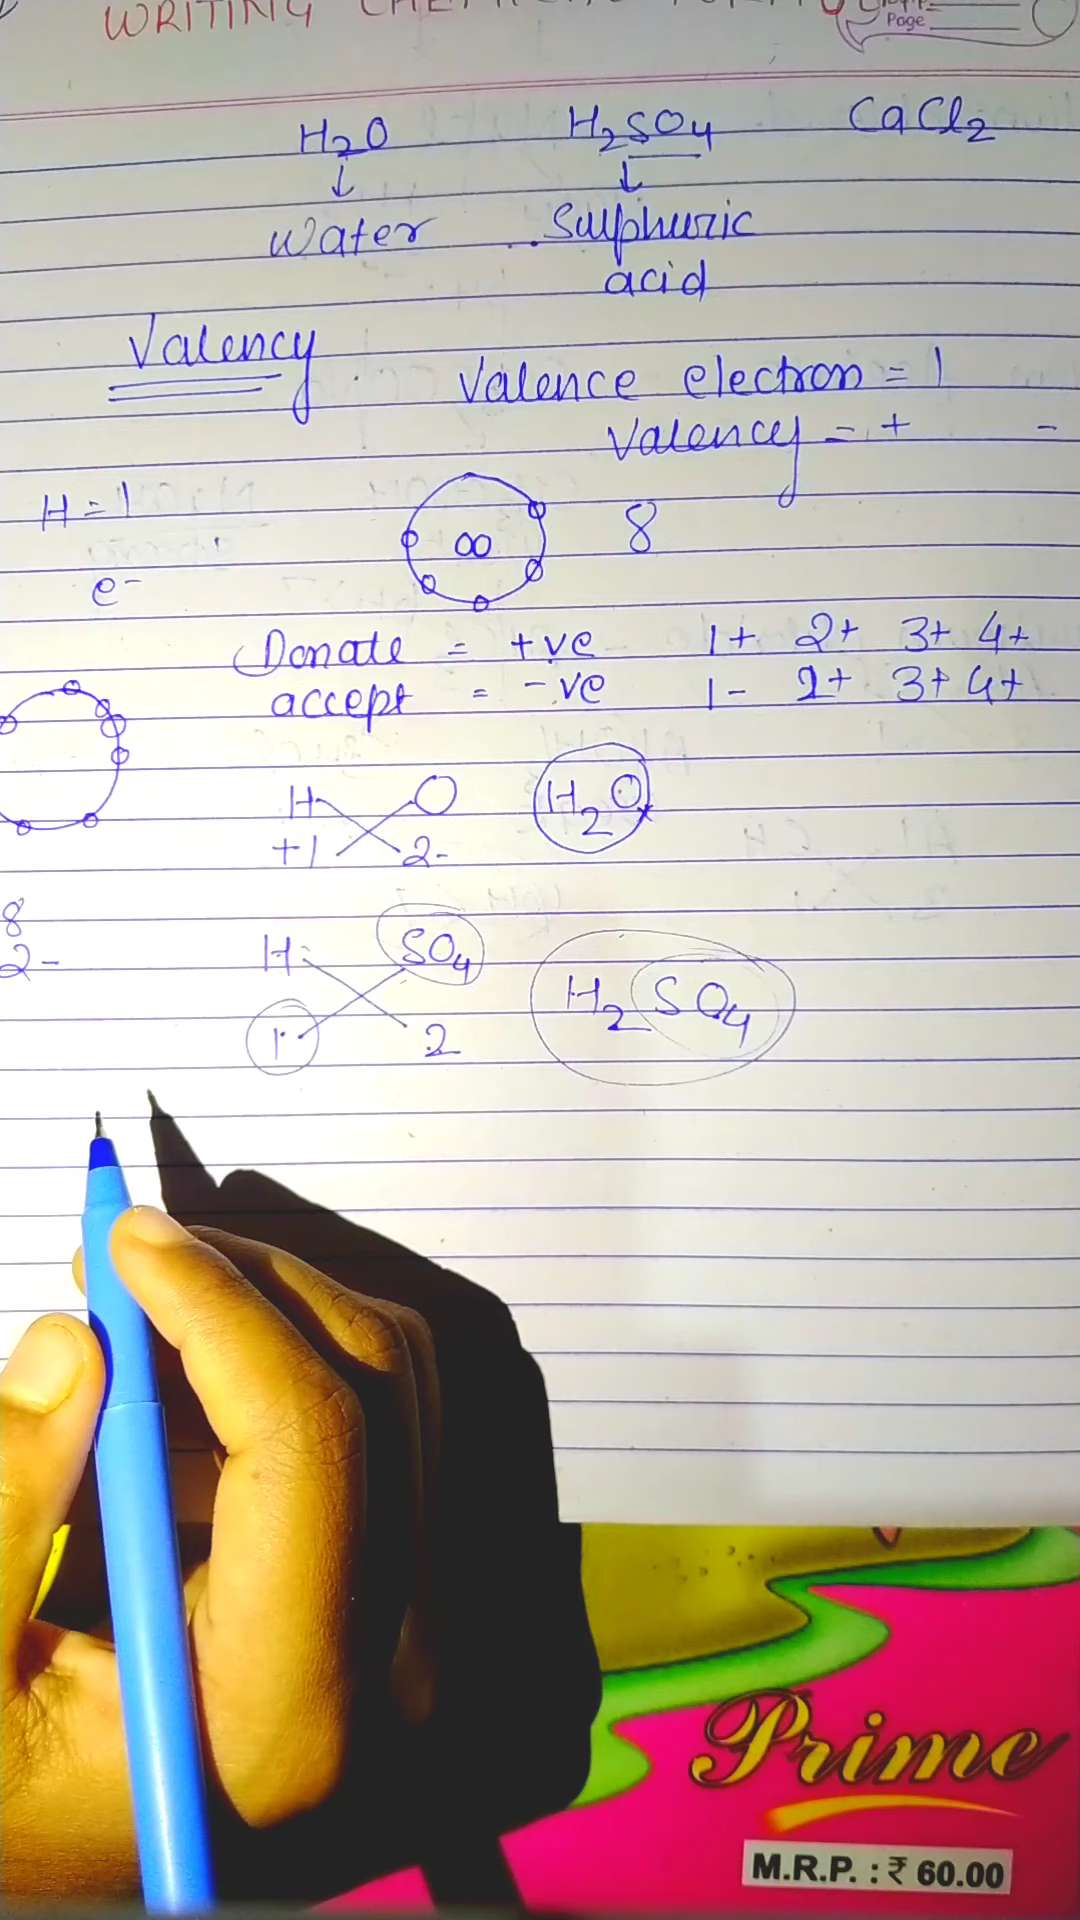 WRITING
Page
H2O H2SO4 CaCl2
↓ ↓
Water Sulphuric
acid
Valency
Valence electron = 1
Valency = + -
H = 1
8
e-
Donate = +ve 1+ 2+ 3+ 4+
accept = -ve 1- 2+ 3+ 4+
H O H2O
+1 2-
8
2-
H SO4 H2SO4
1 2
Prime
M.R.P. : ₹ 60.00